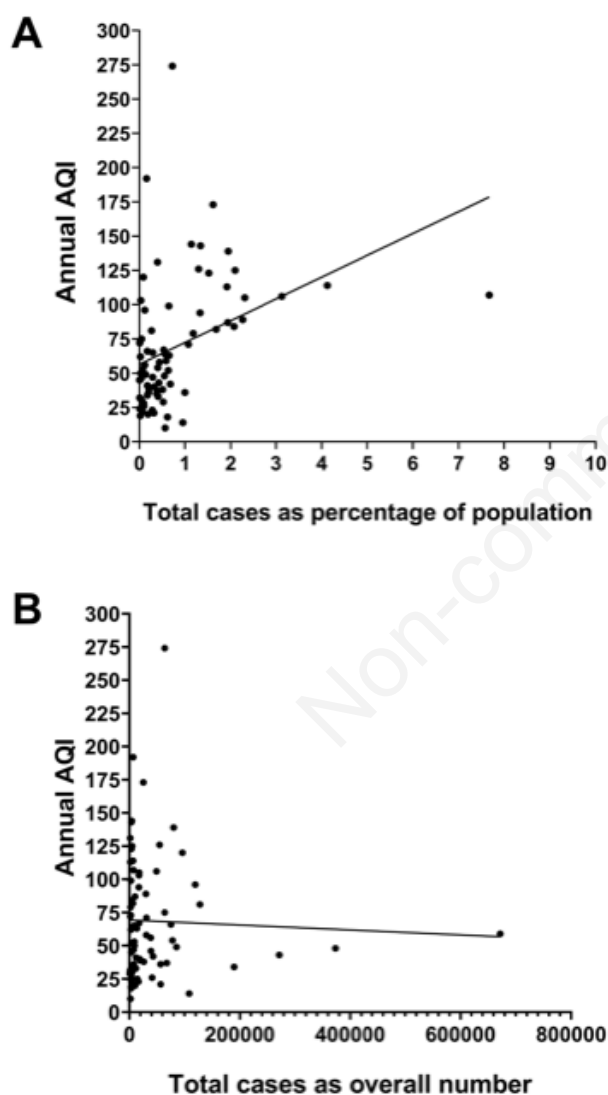 A
300
275
250
225
200
175
150
125
100
75
50
25
0
Annual AQI
0 1 2 3 4 5 6 7 8 9 10
Total cases as percentage of population
Non-comm
B
300
275
250
225
200
175
150
125
100
75
50
25
0
Annual AQI
0 200000 400000 600000 800000
Total cases as overall number